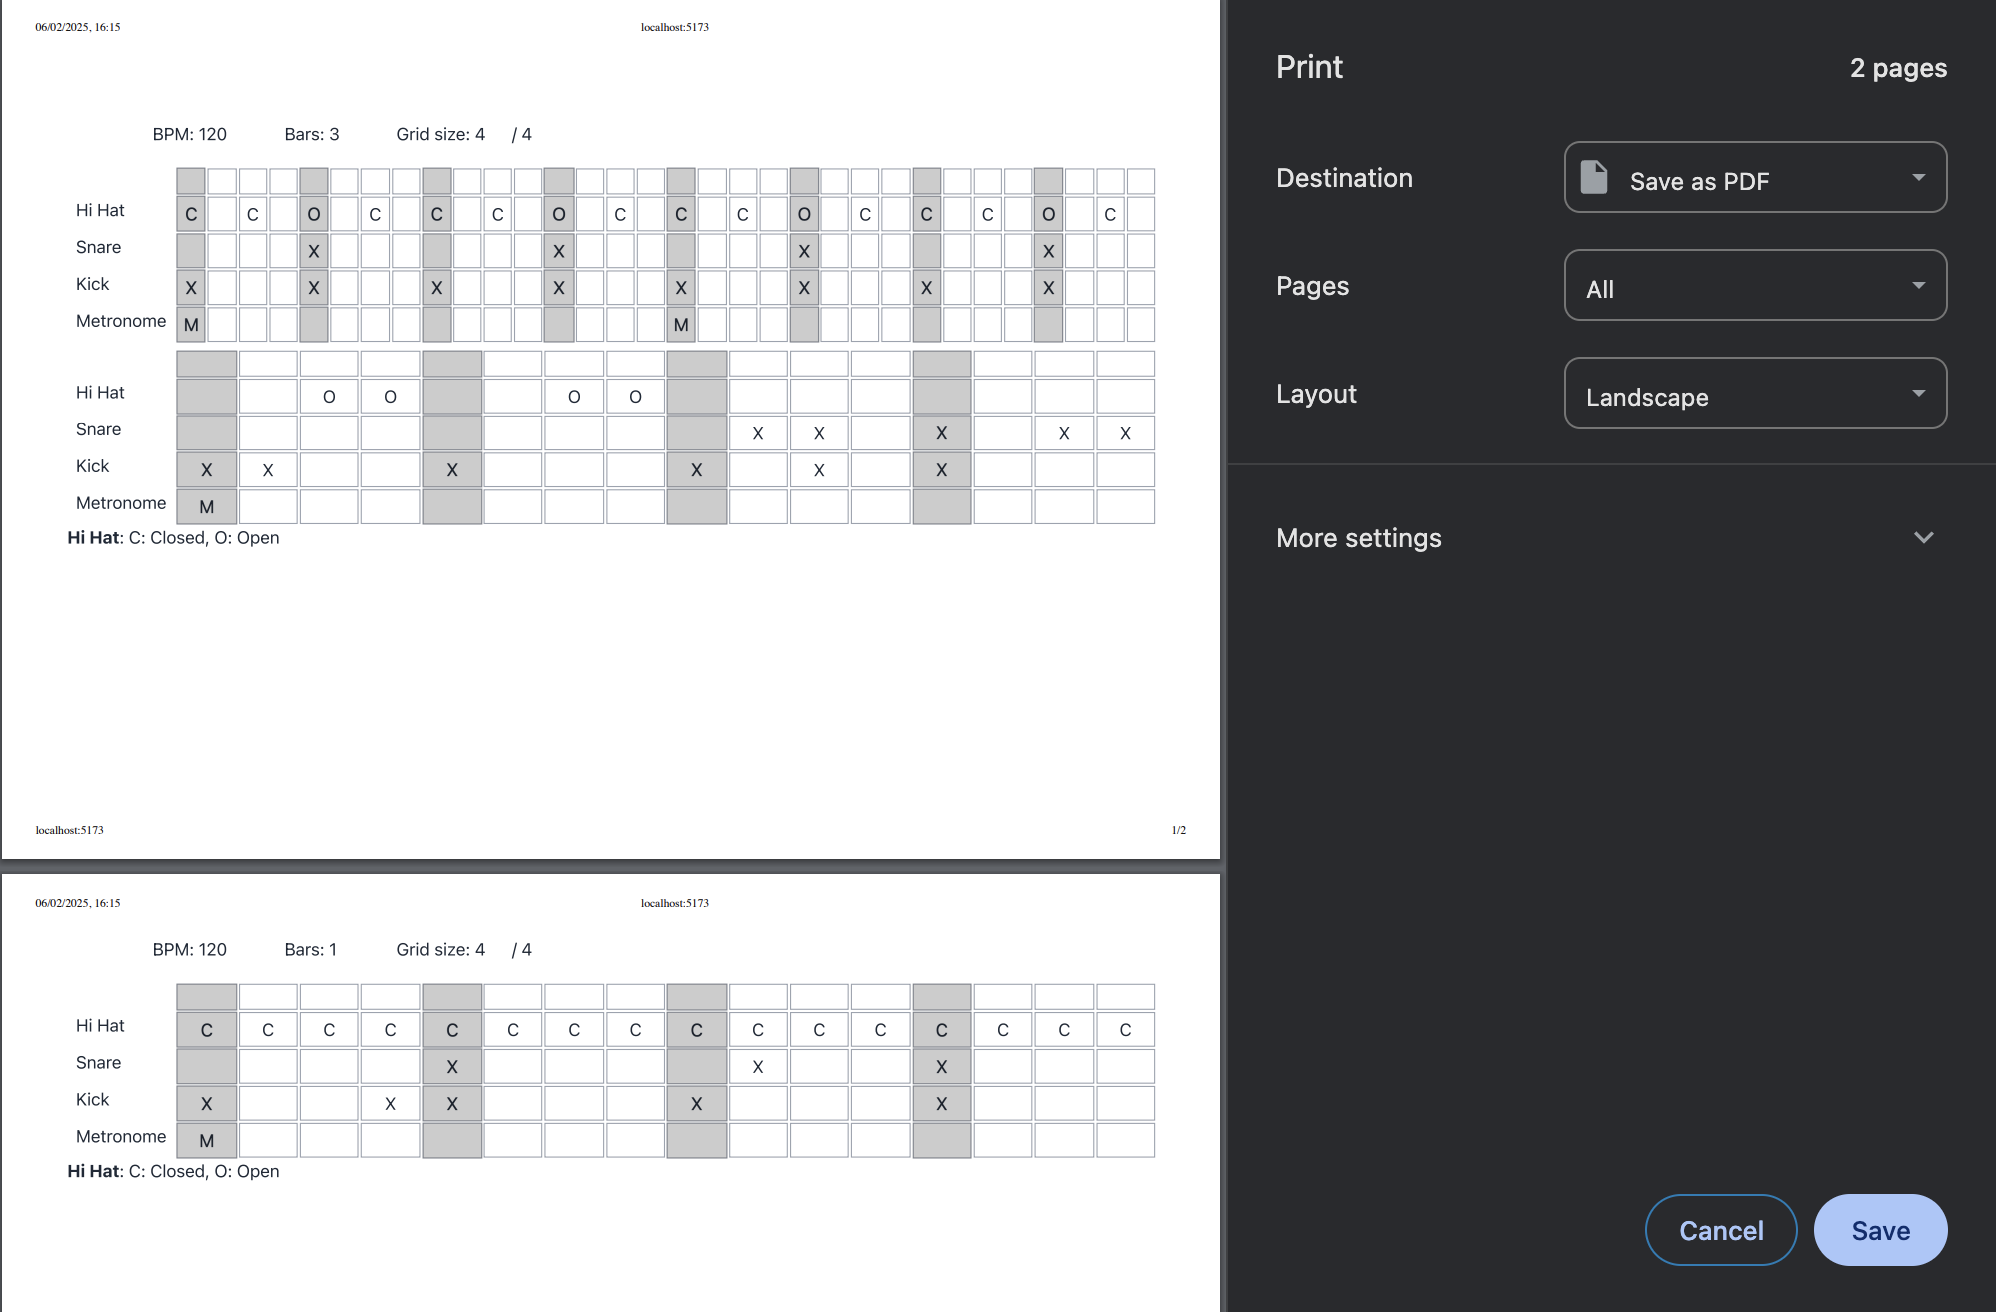 06/02/2025, 16:15 localhost:5173
BPM: 120 Bars: 3 Grid size: 4 / 4
Hi Hat C C O C C C O C C C O C C C O C
Snare X X X X
Kick X X X X X X X X
Metronome M M
Hi Hat O O O O
Snare X X X X X
Kick X X X X X X
Metronome M
Hi Hat: C: Closed, O: Open
localhost:5173 1/2
06/02/2025, 16:15 localhost:5173
BPM: 120 Bars: 1 Grid size: 4 / 4
Hi Hat C C C C C C C C C C C C C C C C
Snare X X X
Kick X X X X X
Metronome M
Hi Hat: C: Closed, O: Open
Print 2 pages
Destination Save as PDF
Pages All
Layout Landscape
More settings
Cancel Save